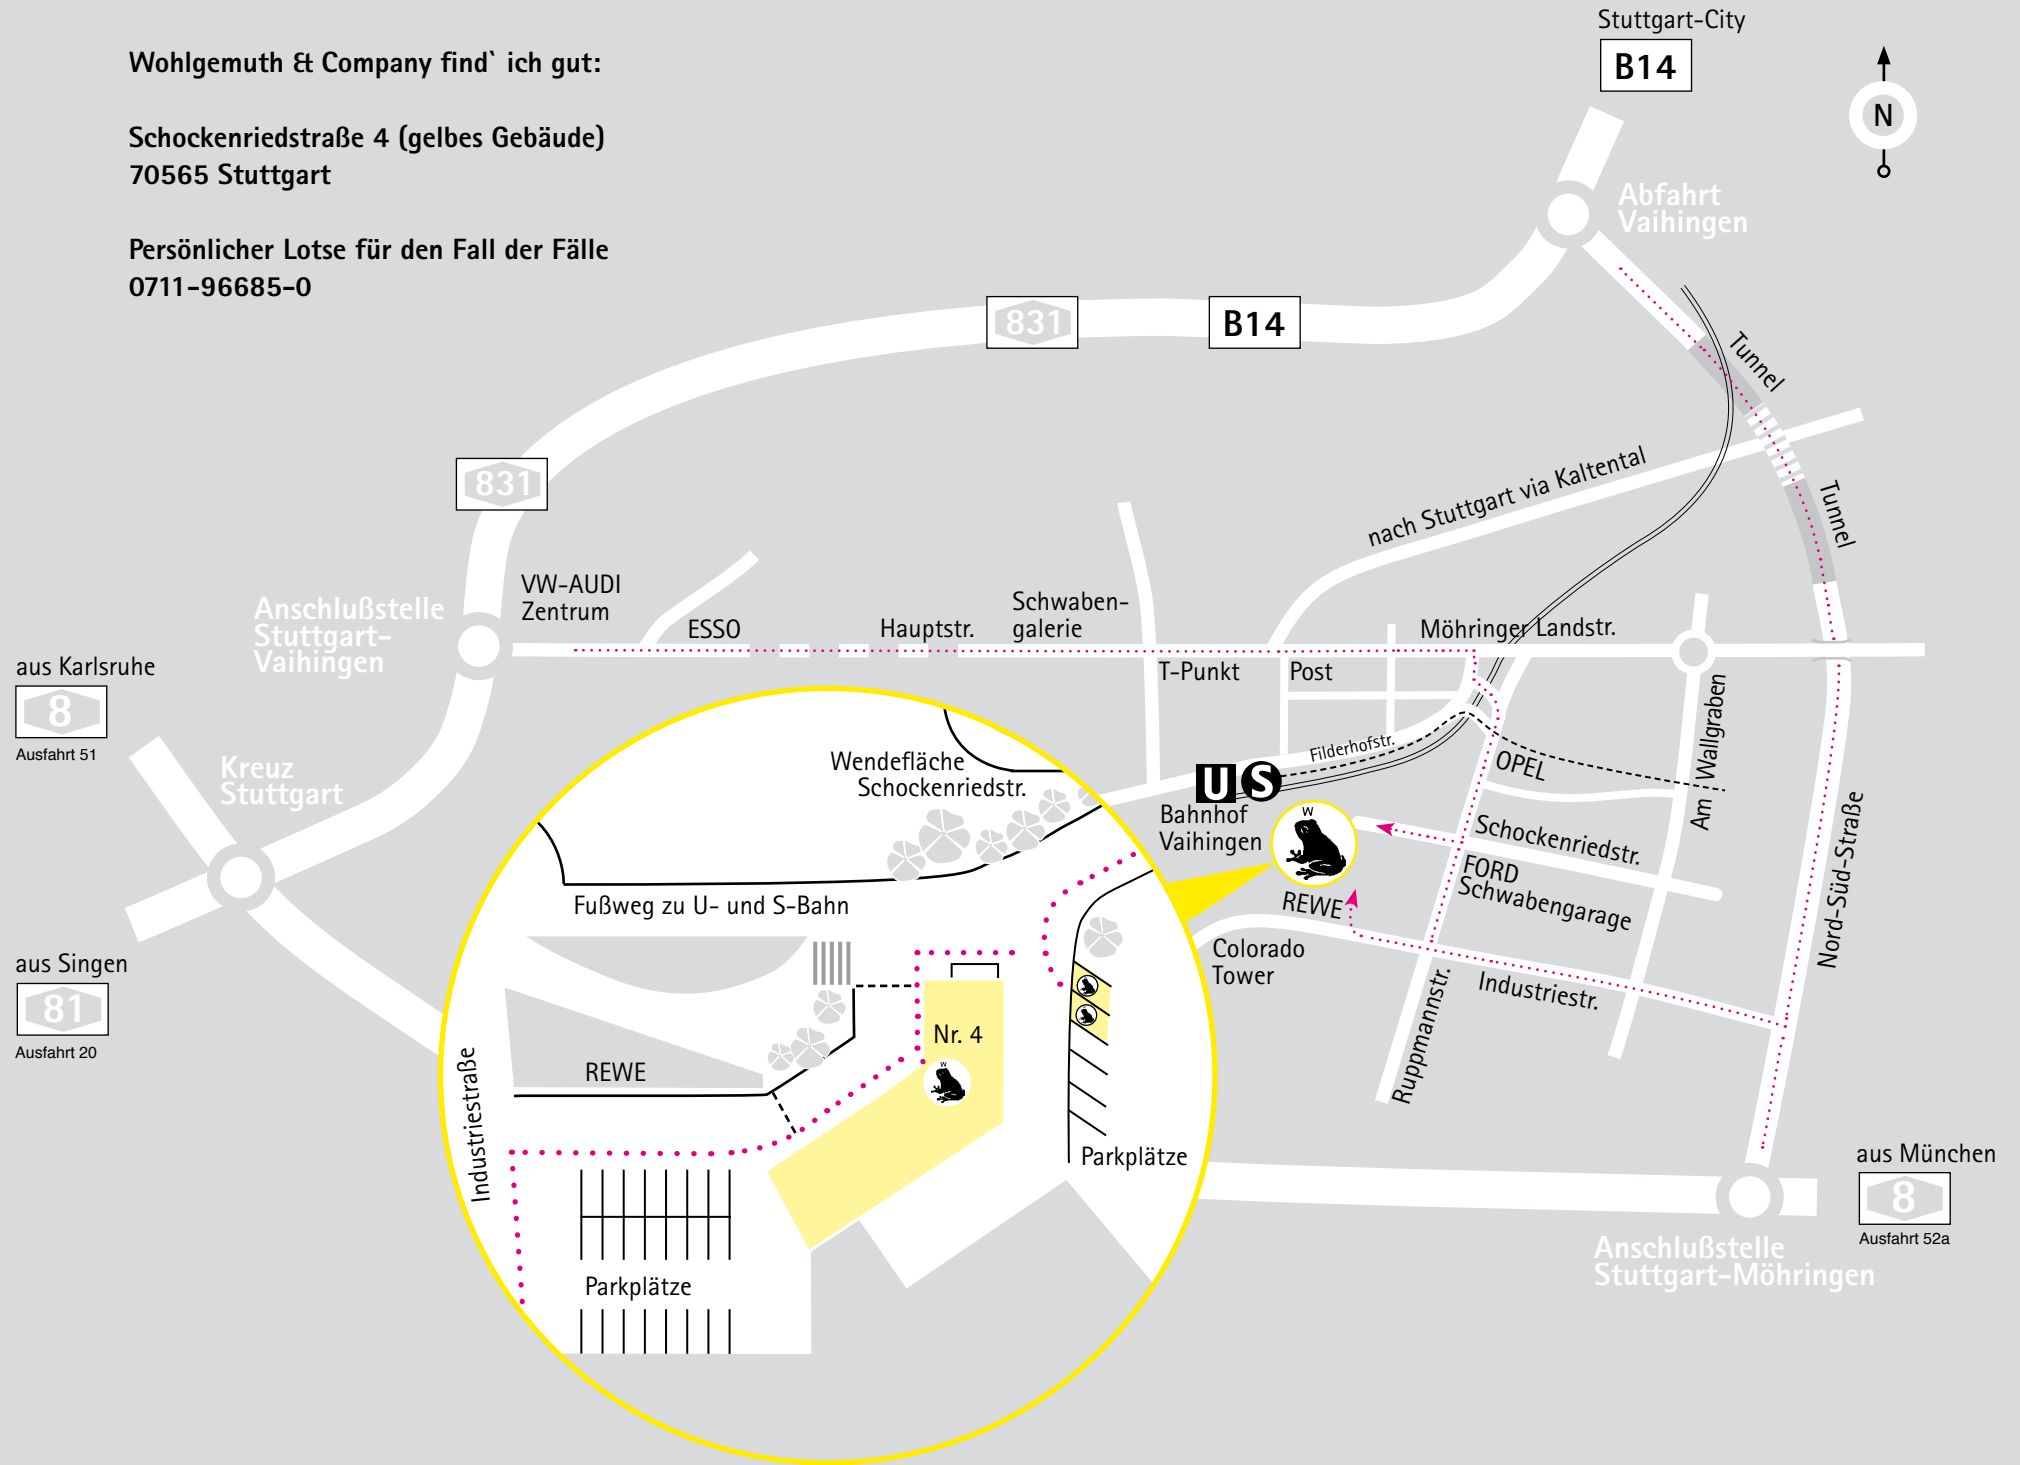 Wohlgemuth & Company find` ich gut:
Schockenriedstraße 4 (gelbes Gebäude)
70565 Stuttgart
Persönlicher Lotse für den Fall der Fälle
0711-96685-0
Stuttgart-City
B14
N
Abfahrt
Vaihingen
831
B14
Tunnel
831
nach Stuttgart via Kaltental
Tunnel
VW-AUDI
Zentrum
Anschlußstelle
Stuttgart-
Vaihingen
ESSO
Hauptstr.
Schwaben-
galerie
Möhringer Landstr.
T-Punkt
Post
aus Karlsruhe
8
Ausfahrt 51
Kreuz
Stuttgart
Filderhofstr.
OPEL
Am Wallgraben
U
S
Bahnhof
Vaihingen
W
Schockenriedstr.
FORD
Schwabengarage
REWE
Nord-Süd-Straße
Colorado
Tower
Industriestr.
Ruppmannstr.
aus Singen
81
Ausfahrt 20
Wendefläche
Schockenriedstr.
Fußweg zu U- und S-Bahn
Nr. 4
W
REWE
Industriestraße
Parkplätze
Parkplätze
aus München
8
Ausfahrt 52a
Anschlußstelle
Stuttgart-Möhringen